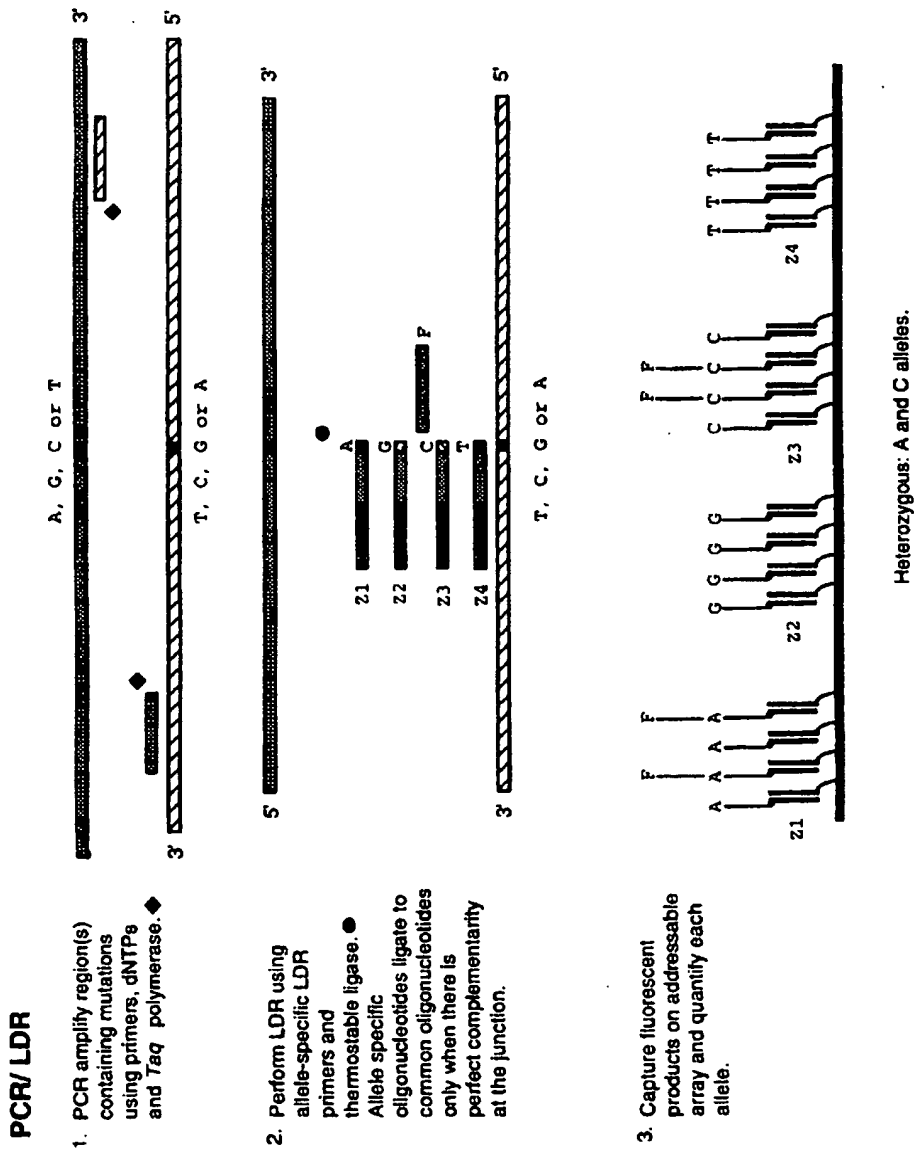 PCR/ LDR
1. PCR amplify region(s)
containing mutations
using primers, dNTPs
and Taq polymerase.◆
A, G, C or T
3'
3'
5'
T, C, G or A
2. Perform LDR using
allele-specific LDR
primers and
thermostable ligase.●
Allele specific
oligonucleotides ligate to
common oligonucleotides
only when there is
perfect complementarity
at the junction.
5'
3'
Z1
A
Z2
G
F
Z3
C
Z4
T
3'
5'
T, C, G or A
3. Capture fluorescent
products on addressable
array and quantify each
allele.
F F F F
A A A A G G G G C C C C T T T T
Z1 Z2 Z3 Z4
Heterozygous: A and C alleles.